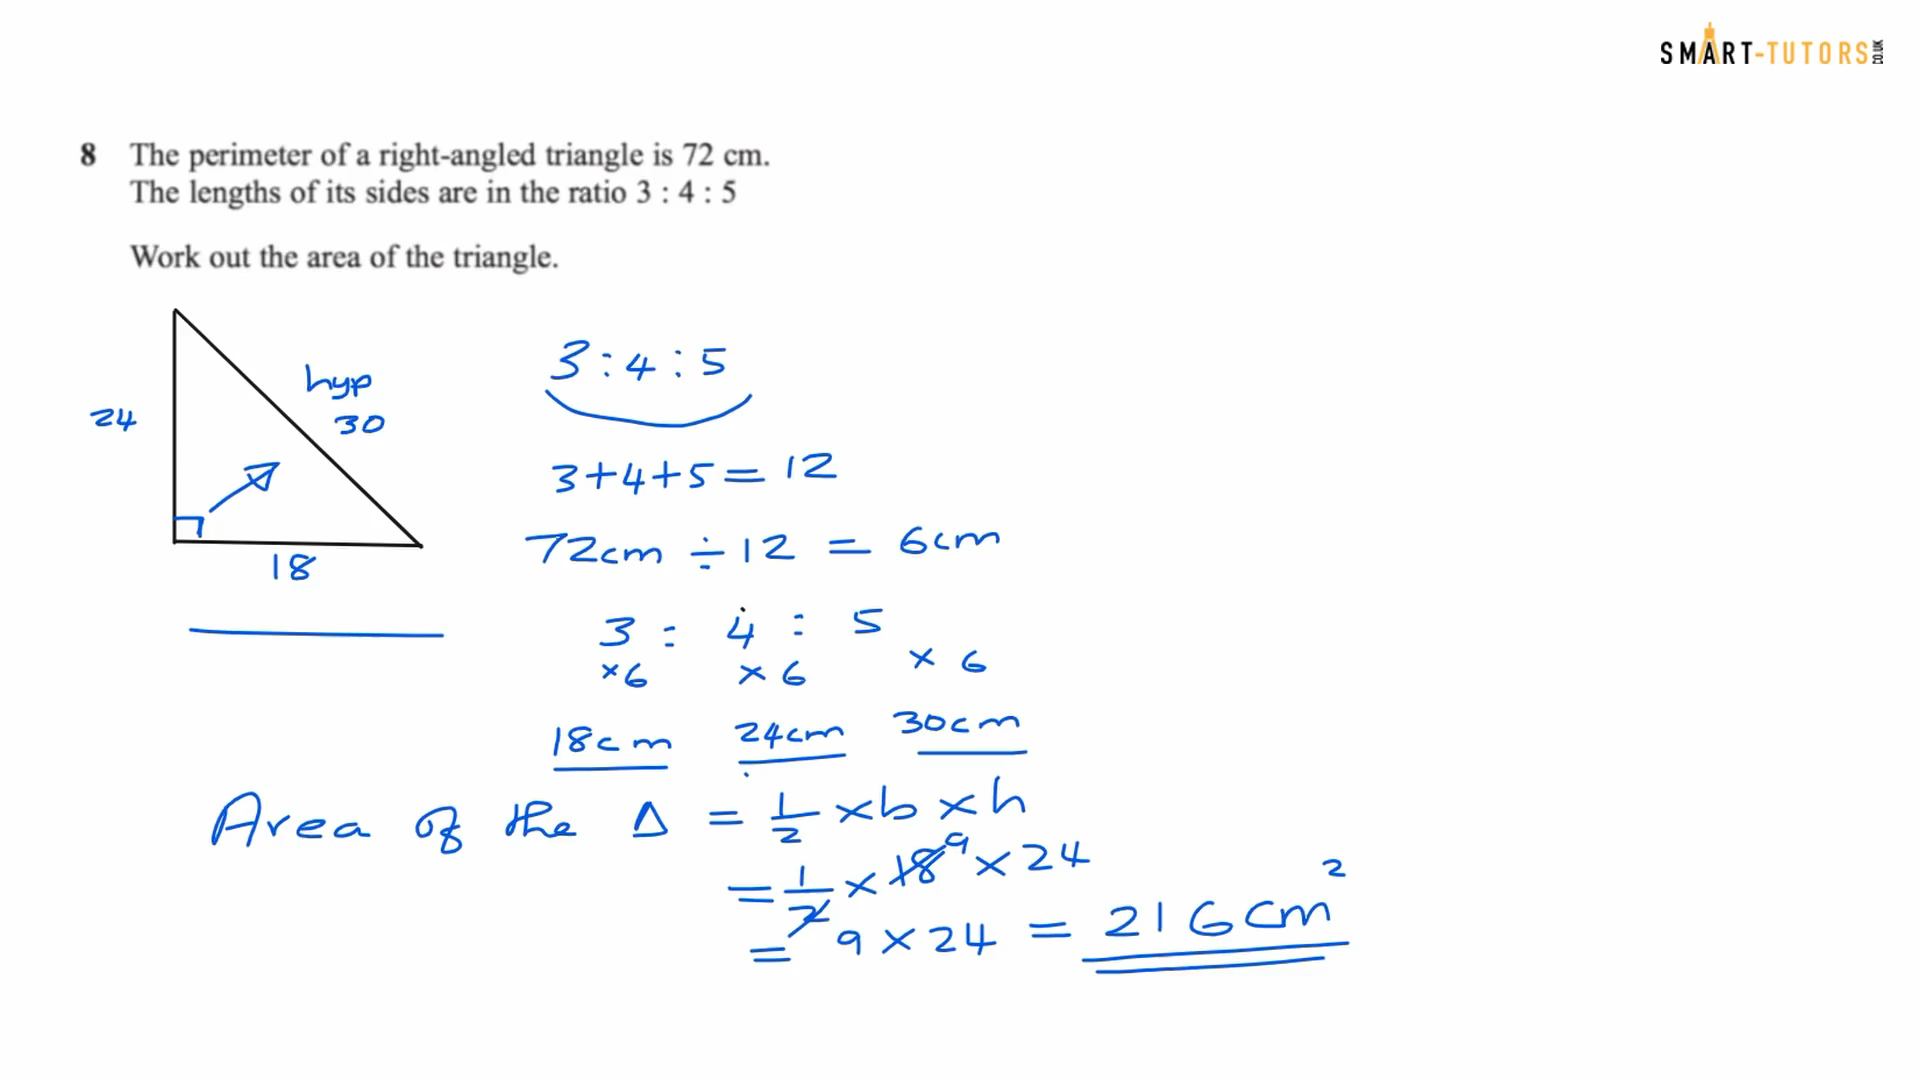 SMART-TUTORS.CO.UK
8 The perimeter of a right-angled triangle is 72 cm.
The lengths of its sides are in the ratio 3 : 4 : 5
Work out the area of the triangle.
hyp
24
30
18
3 : 4 : 5
3+4+5 = 12
72cm ÷ 12 = 6cm
3 : 4 : 5
×6 ×6 ×6
18cm 24cm 30cm
Area of the Δ = 1/2 × b × h
= 1/2 × 18 9 × 24
= 9 × 24 = 216cm²